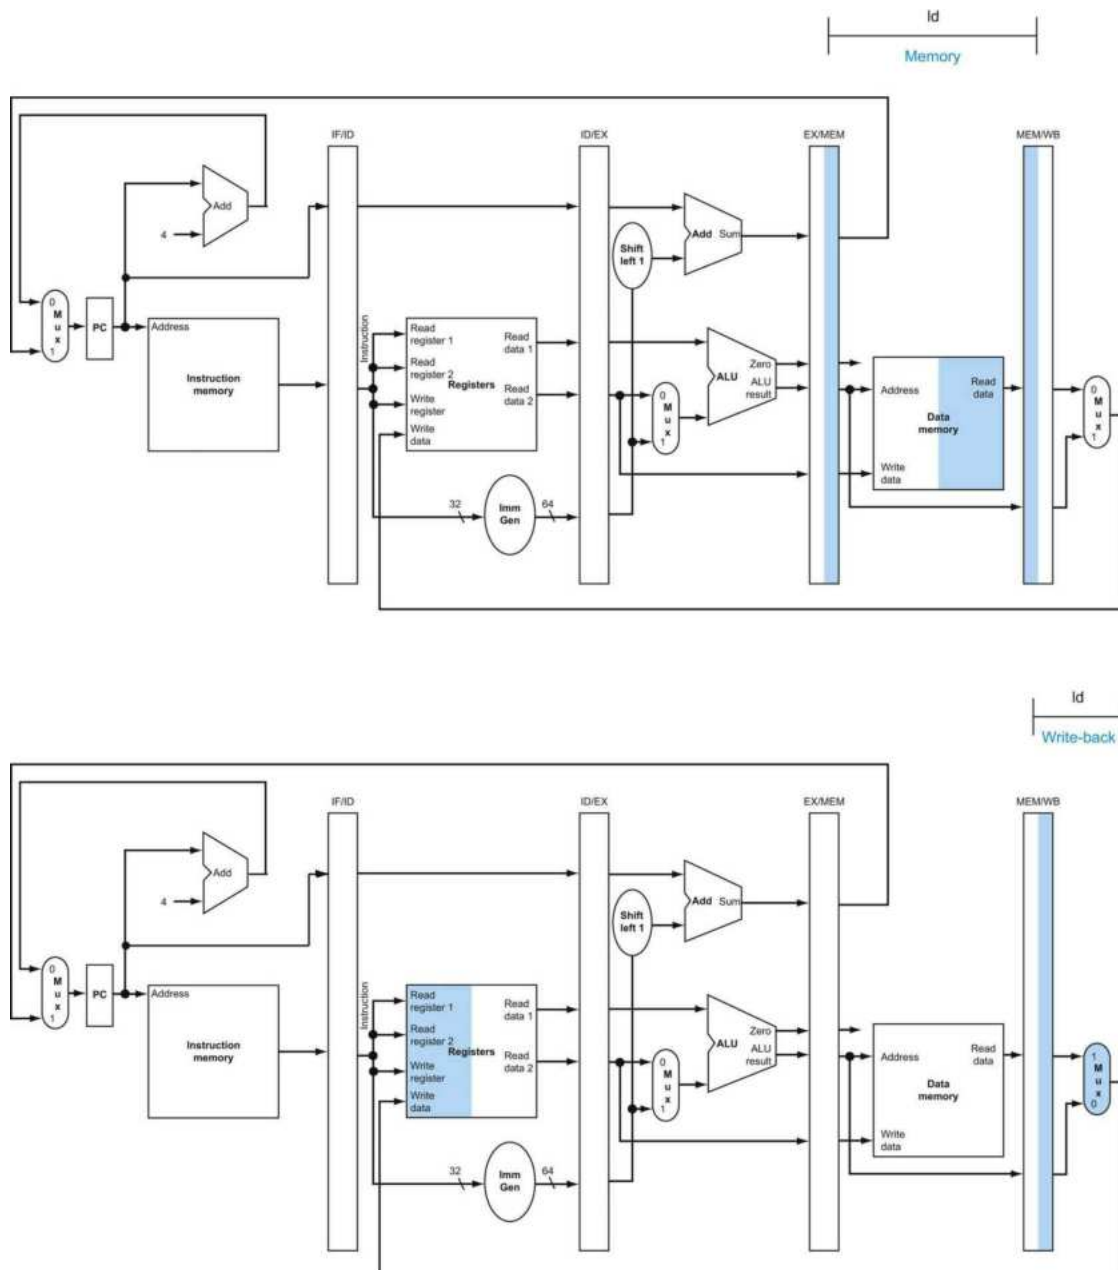 ld
Memory
IF/ID
ID/EX
EX/MEM
MEM/WB
Add
4
Add Sum
Shift
left 1
0
M
u
x
1
PC
Address
Instruction
memory
Instruction
Read
register 1
Read
register 2
Registers
Write
register
Write
data
Read
data 1
Read
data 2
0
M
u
x
1
ALU
Zero
ALU
result
Address
Read
data
Data
memory
Write
data
0
M
u
x
1
32
Imm
Gen
64
ld
Write-back
IF/ID
ID/EX
EX/MEM
MEM/WB
Add
4
Add Sum
Shift
left 1
0
M
u
x
1
PC
Address
Instruction
memory
Instruction
Read
register 1
Read
register 2
Registers
Write
register
Write
data
Read
data 1
Read
data 2
0
M
u
x
1
ALU
Zero
ALU
result
Address
Read
data
Data
memory
Write
data
1
M
u
x
0
32
Imm
Gen
64